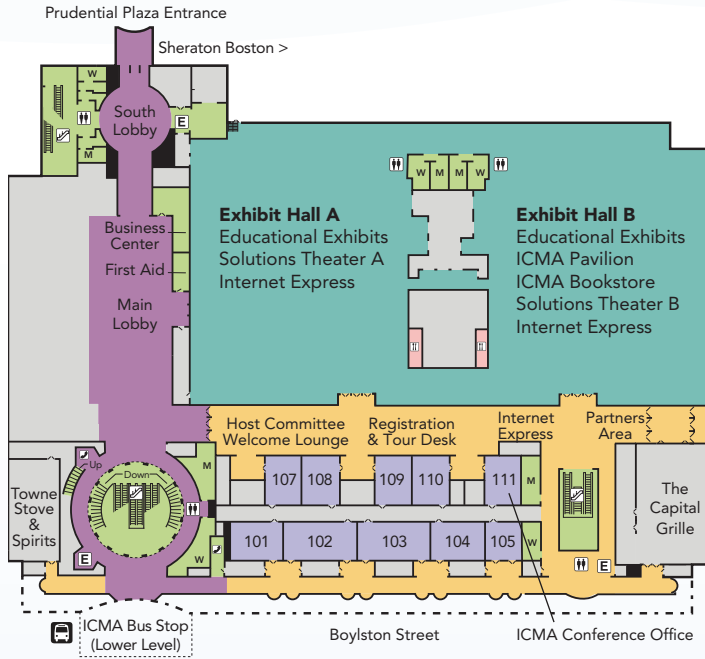 Prudential Plaza Entrance
Sheraton Boston >
W
South
Lobby
E
M
W
M
M
W
Exhibit Hall A
Educational Exhibits
Solutions Theater A
Internet Express
Exhibit Hall B
Educational Exhibits
ICMA Pavilion
ICMA Bookstore
Solutions Theater B
Internet Express
Business
Center
First Aid
Main
Lobby
Host Committee
Welcome Lounge
Registration
& Tour Desk
Internet
Express
Partners
Area
Up
Down
M
107
108
109
110
111
M
Towne
Stove
& Spirits
The
Capital
Grille
E
W
101
102
103
104
105
W
E
ICMA Bus Stop
(Lower Level)
Boylston Street
ICMA Conference Office